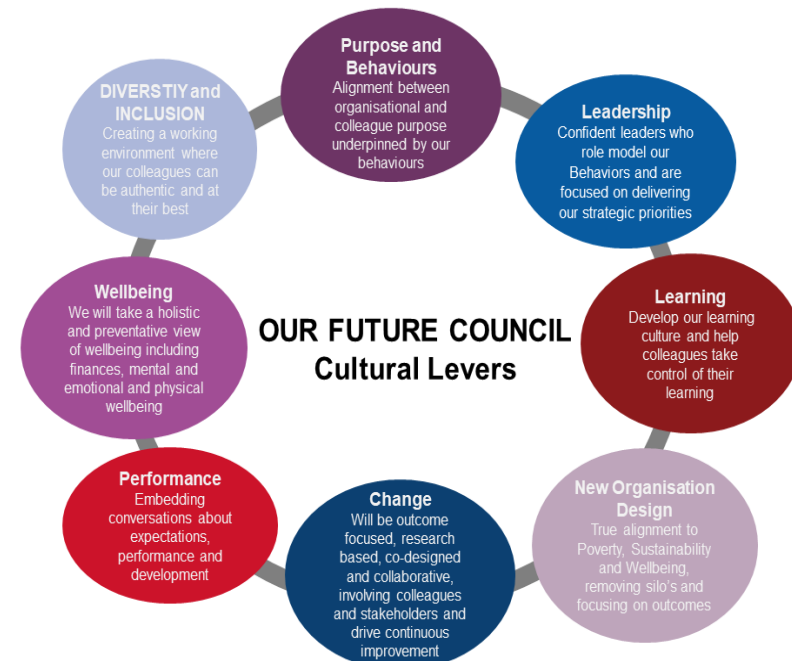 Purpose and
Behaviours
Alignment between
organisational and
colleague purpose
underpinned by our
behaviours
Leadership
Confident leaders who
role model our
Behaviors and are
focused on delivering
our strategic priorities
Learning
Develop our learning
culture and help
colleagues take
control of their
learning
New Organisation
Design
True alignment to
Poverty, Sustainability
and Wellbeing,
removing silo's and
focusing on outcomes
Change
Will be outcome
focused, research
based, co-designed
and collaborative,
involving colleagues
and stakeholders and
drive continuous
improvement
Performance
Embedding
conversations about
expectations,
performance and
development
Wellbeing
We will take a holistic
and preventative view
of wellbeing including
finances, mental and
emotional and physical
wellbeing
DIVERSTIY and
INCLUSION
Creating a working
environment where
our colleagues can
be authentic and at
their best
OUR FUTURE COUNCIL
Cultural Levers